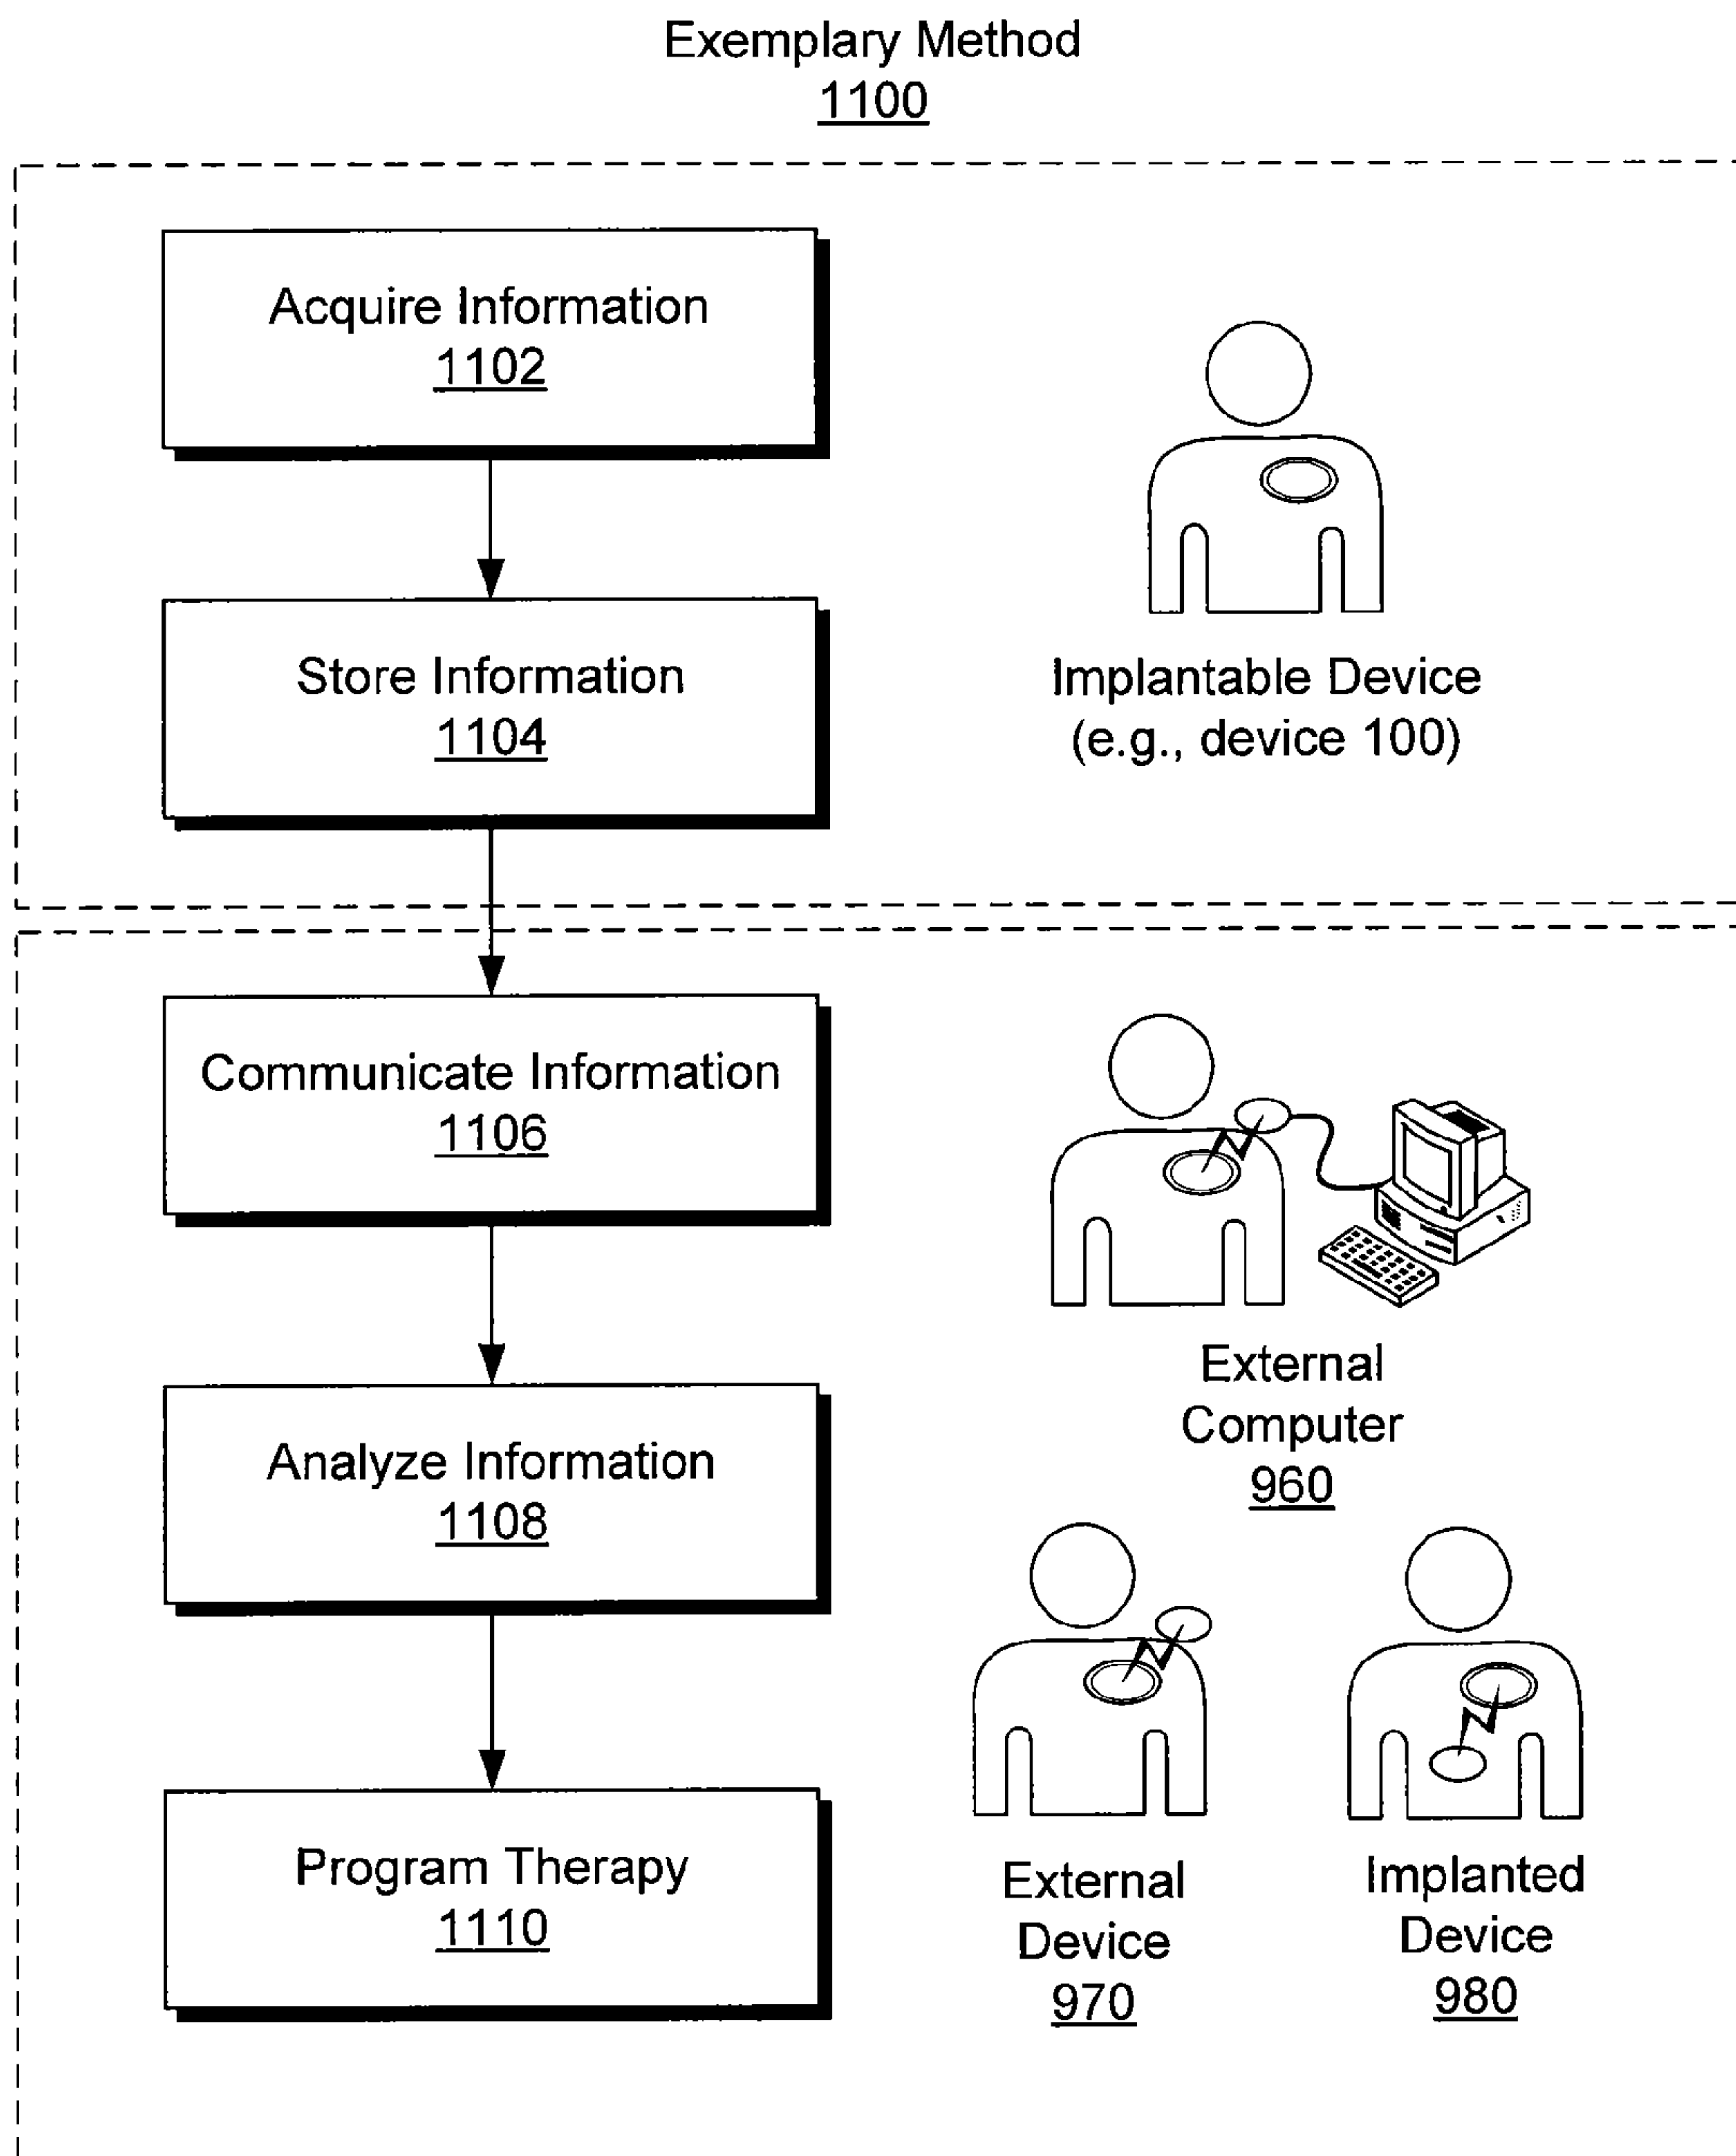 Exemplary Method
1100
Acquire Information
1102
Store Information
1104
Implantable Device
(e.g., device 100)
Communicate Information
1106
External
Computer
960
Analyze Information
1108
Program Therapy
1110
External
Device
970
Implanted
Device
980